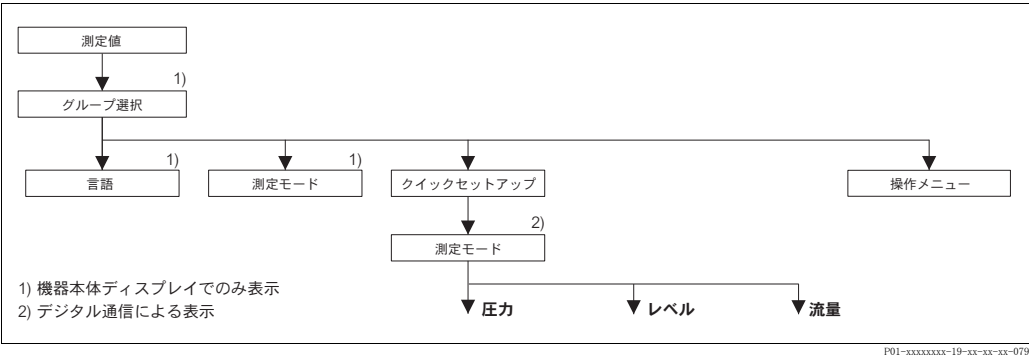 測定値
1)
グループ選択
1)
1)
言語
測定モード
クイックセットアップ
操作メニュー
2)
測定モード
1) 機器本体ディスプレイでのみ表示
2) デジタル通信による表示
圧力
レベル
流量
P01-xxxxxxxx-19-xx-xx-xx-079